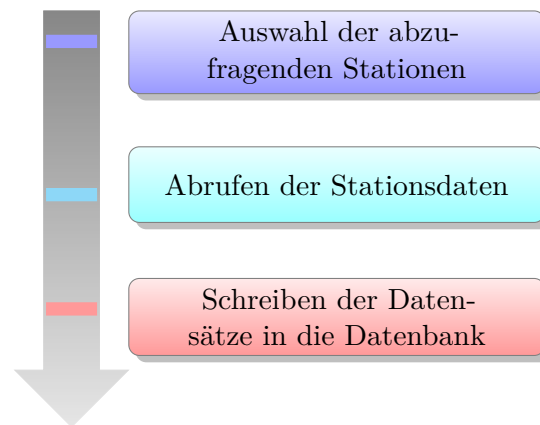 Auswahl der abzu-
fragenden Stationen
Abrufen der Stationsdaten
Schreiben der Daten-
sätze in die Datenbank